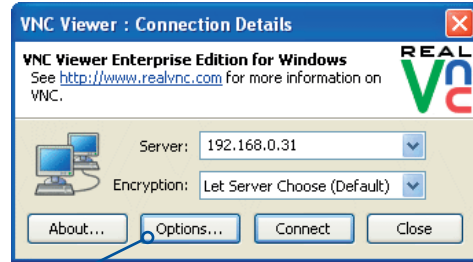 VNC Viewer : Connection Details
VNC Viewer Enterprise Edition for Windows
See http://www.realvnc.com for more information on
VNC.
REAL
VNC
Server: 192.168.0.31
Encryption: Let Server Choose (Default)
About... Options... Connect Close